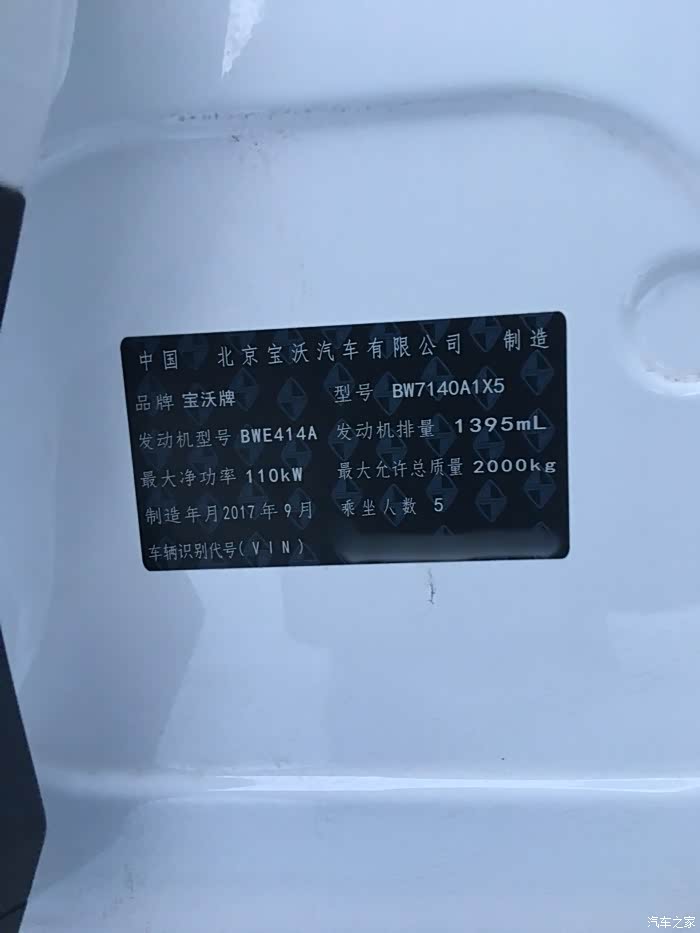 中国 北京宝沃汽车有限公司 制造
品牌 宝沃牌 型号 BW7140A1X5
发动机型号 BWE414A 发动机排量 1395mL
最大净功率 110kW 最大允许总质量 2000kg
制造年月 2017年9月 乘坐人数 5
车辆识别代号(VIN)
汽车之家